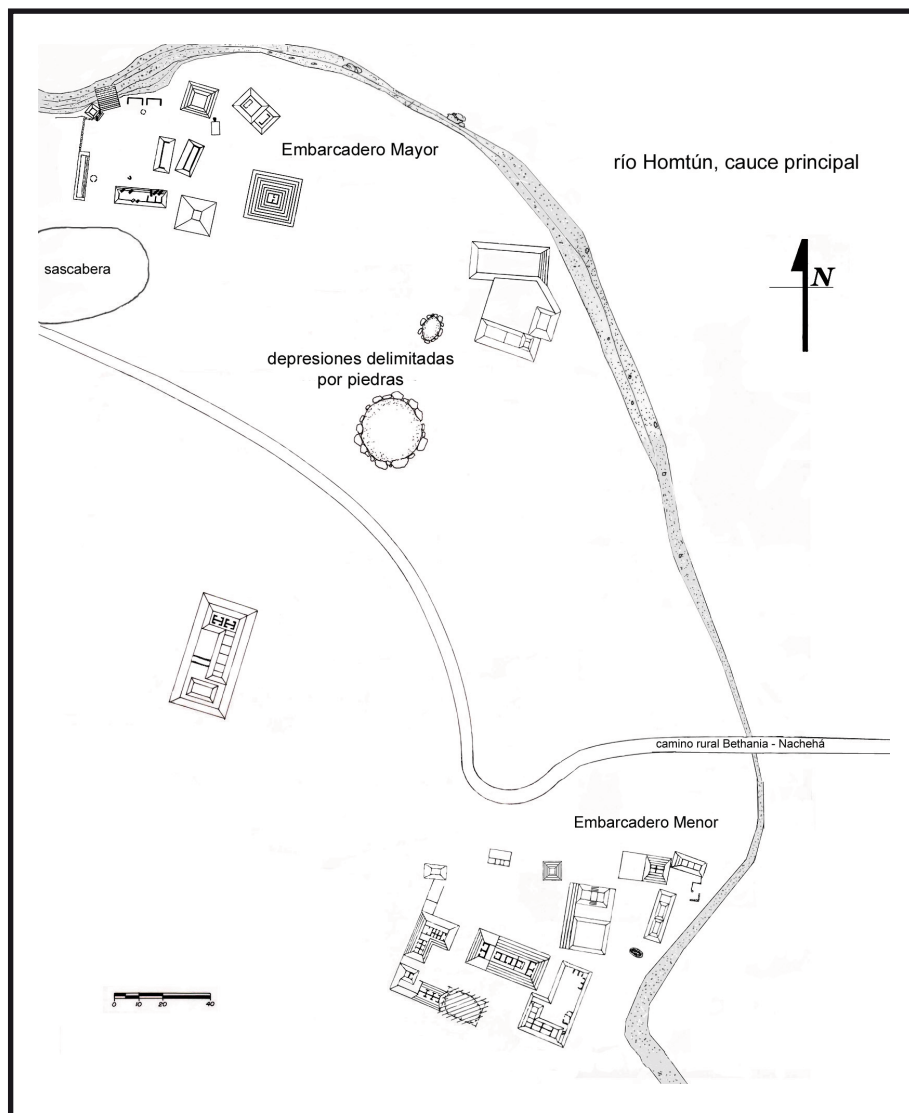 Embarcadero Mayor
río Homtún, cauce principal
sascabera
N
depresiones delimitadas
por piedras
camino rural Bethania - Nachehá
Embarcadero Menor
0 10 20 40